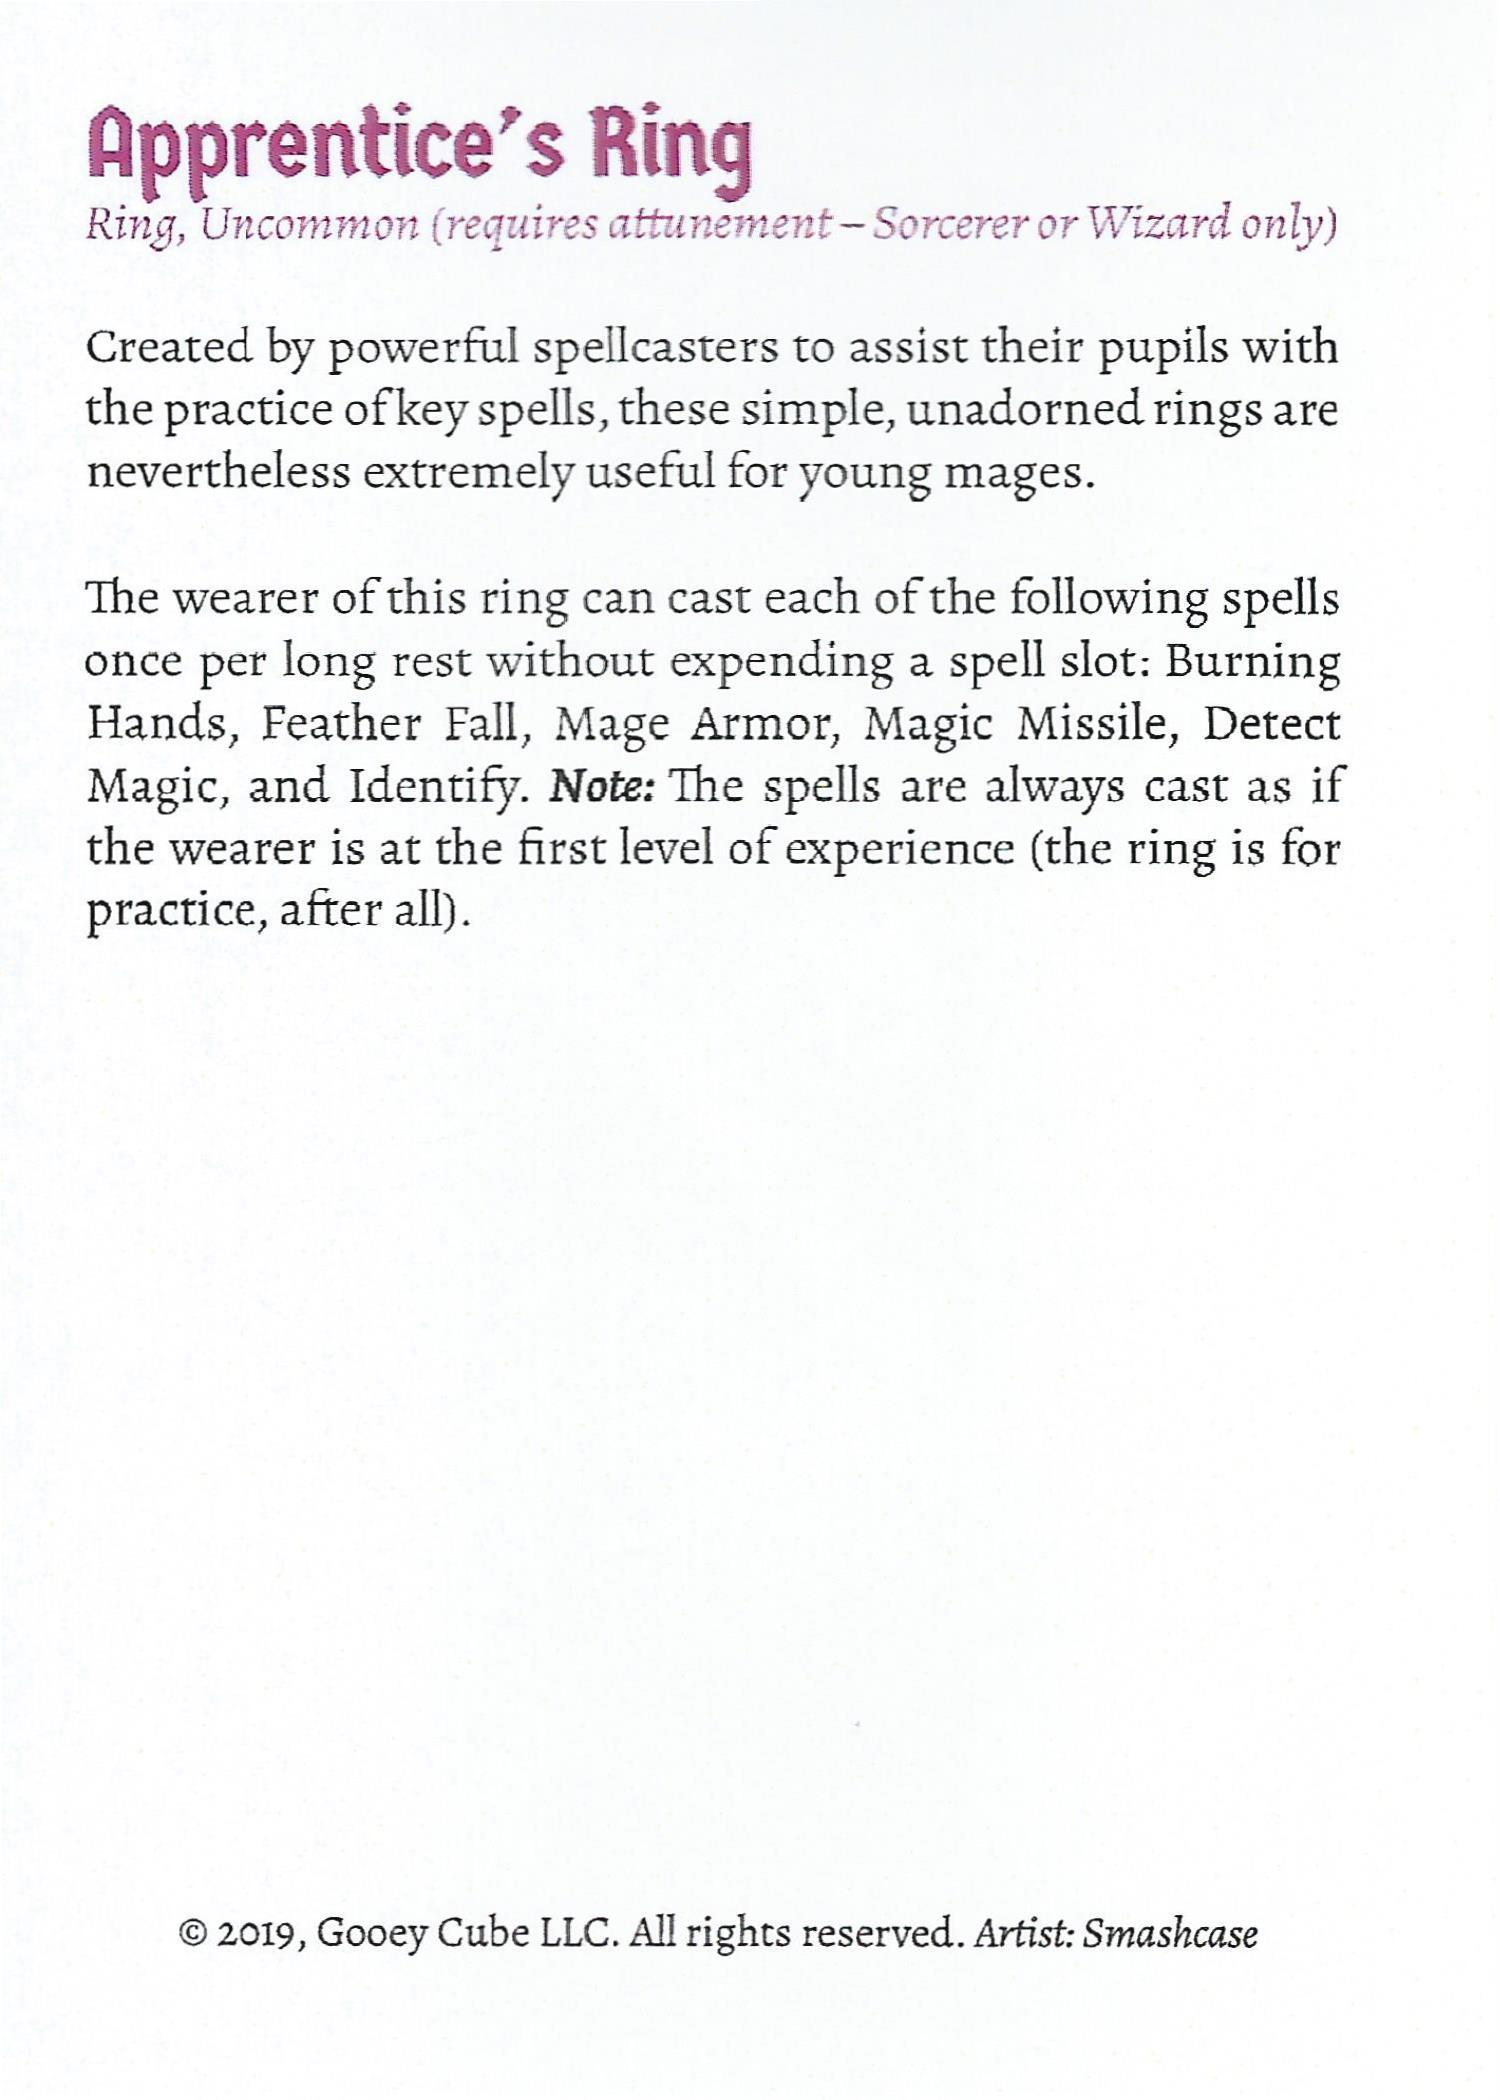 Apprentice's Ring
Ring, Uncommon (requires attunement – Sorcerer or Wizard only)
Created by powerful spellcasters to assist their pupils with
the practice of key spells, these simple, unadorned rings are
nevertheless extremely useful for young mages.
The wearer of this ring can cast each of the following spells
once per long rest without expending a spell slot: Burning
Hands, Feather Fall, Mage Armor, Magic Missile, Detect
Magic, and Identify. Note: The spells are always cast as if
the wearer is at the first level of experience (the ring is for
practice, after all).
© 2019, Gooey Cube LLC. All rights reserved. Artist: Smashcase